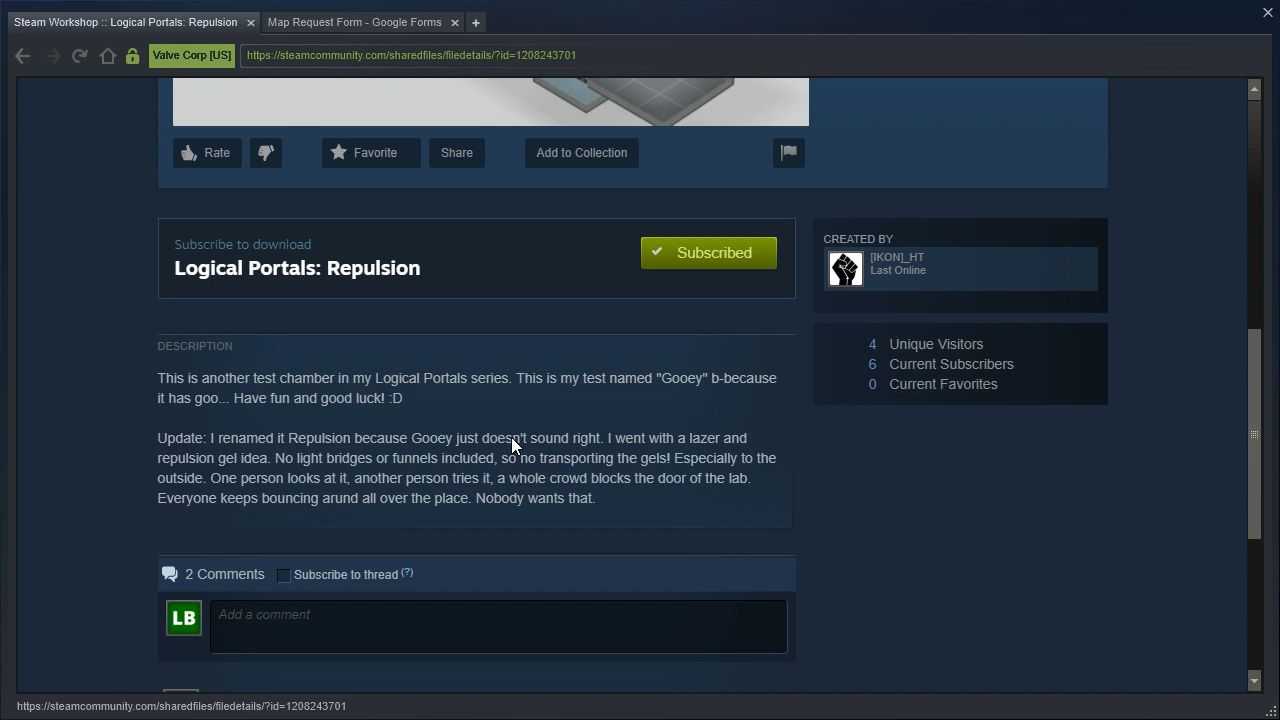 Steam Workshop :: Logical Portals: Repulsion
Map Request Form - Google Forms
Valve Corp [US]
https://steamcommunity.com/sharedfiles/filedetails/?id=1208243701
Rate
Favorite
Share
Add to Collection
Subscribe to download
Logical Portals: Repulsion
Subscribed
CREATED BY
[IKON]_HT
Last Online
4 Unique Visitors
6 Current Subscribers
0 Current Favorites
DESCRIPTION
This is another test chamber in my Logical Portals series. This is my test named "Gooey" b-because
it has goo... Have fun and good luck! :D
Update: I renamed it Repulsion because Gooey just doesn't sound right. I went with a lazer and
repulsion gel idea. No light bridges or funnels included, so no transporting the gels! Especially to the
outside. One person looks at it, another person tries it, a whole crowd blocks the door of the lab.
Everyone keeps bouncing arund all over the place. Nobody wants that.
2 Comments
Subscribe to thread (?)
LB
Add a comment
https://steamcommunity.com/sharedfiles/filedetails/?id=1208243701